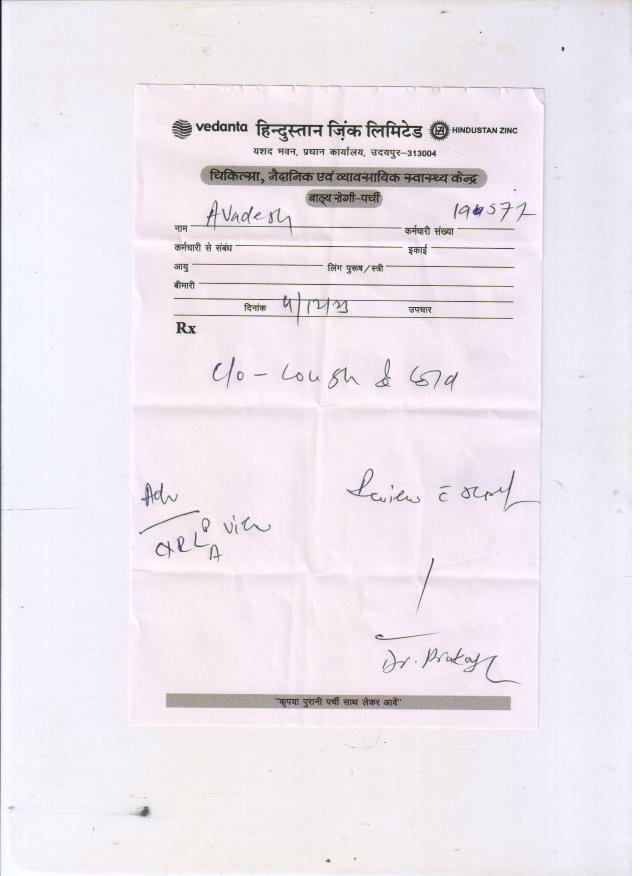 vedanta हिन्दुस्तान ज़िंक लिमिटेड HINDUSTAN ZINC
यशद भवन, प्रधान कार्यालय, उदयपुर-313004
चिकित्सा, नैदानिक एवं व्यावसायिक स्वास्थ्य केन्द्र
बाह्य रोगी-पर्ची
नाम Avadesh कर्मचारी संख्या
कर्मचारी से संबंध इकाई
आयु लिंग पुरूष/स्त्री
बीमारी
दिनांक उपचार
Rx
c/o - cough & cold
Adv
Review
view
Dr. Prakash
"कृपया पुरानी पर्ची साथ लेकर आवें"